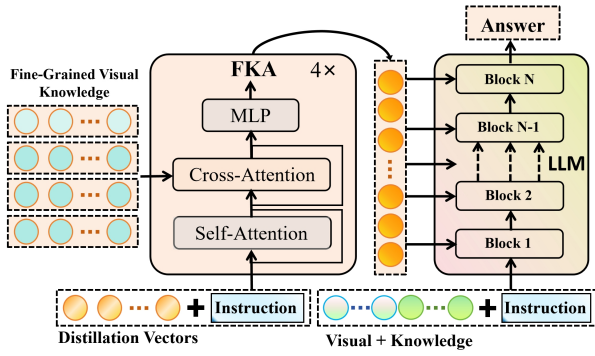 Answer
FKA 4×
Fine-Grained Visual
Knowledge
MLP
Cross-Attention
Self-Attention
Block N
Block N-1
LLM
Block 2
Block 1
+ Instruction
Distillation Vectors
+ Instruction
Visual + Knowledge